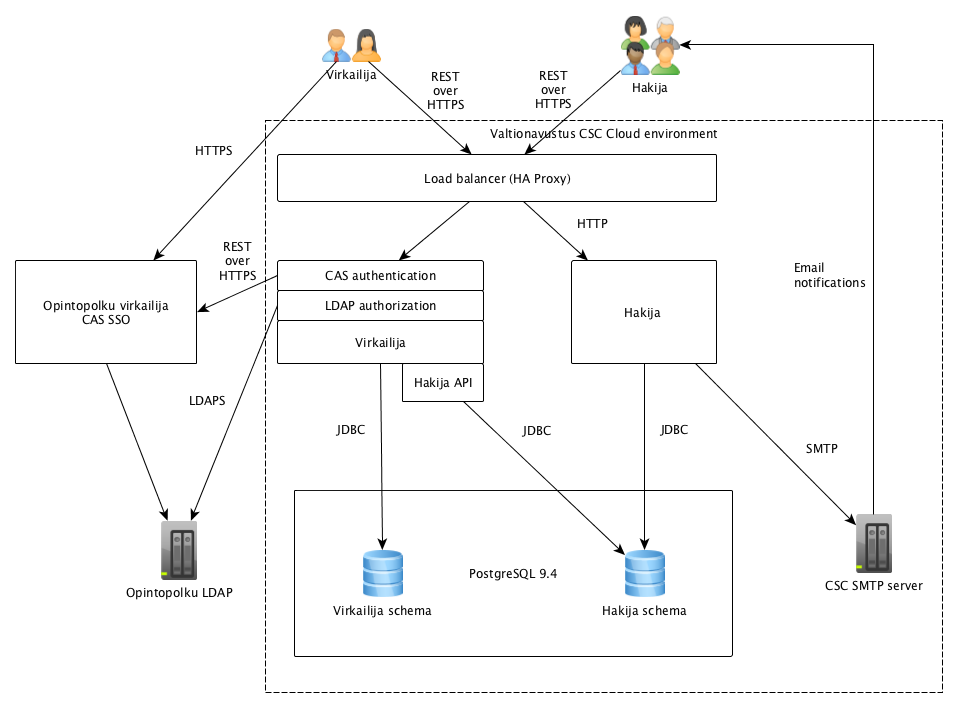 Virkailija
Hakija
REST
over
HTTPS
REST
over
HTTPS
HTTPS
Valtionavustus CSC Cloud environment
Load balancer (HA Proxy)
HTTP
REST
over
HTTPS
CAS authentication
LDAP authorization
Virkailija
Hakija API
Hakija
Email
notifications
Opintopolku virkailija
CAS SSO
LDAPS
JDBC
JDBC
JDBC
SMTP
PostgreSQL 9.4
Virkailija schema
Hakija schema
Opintopolku LDAP
CSC SMTP server